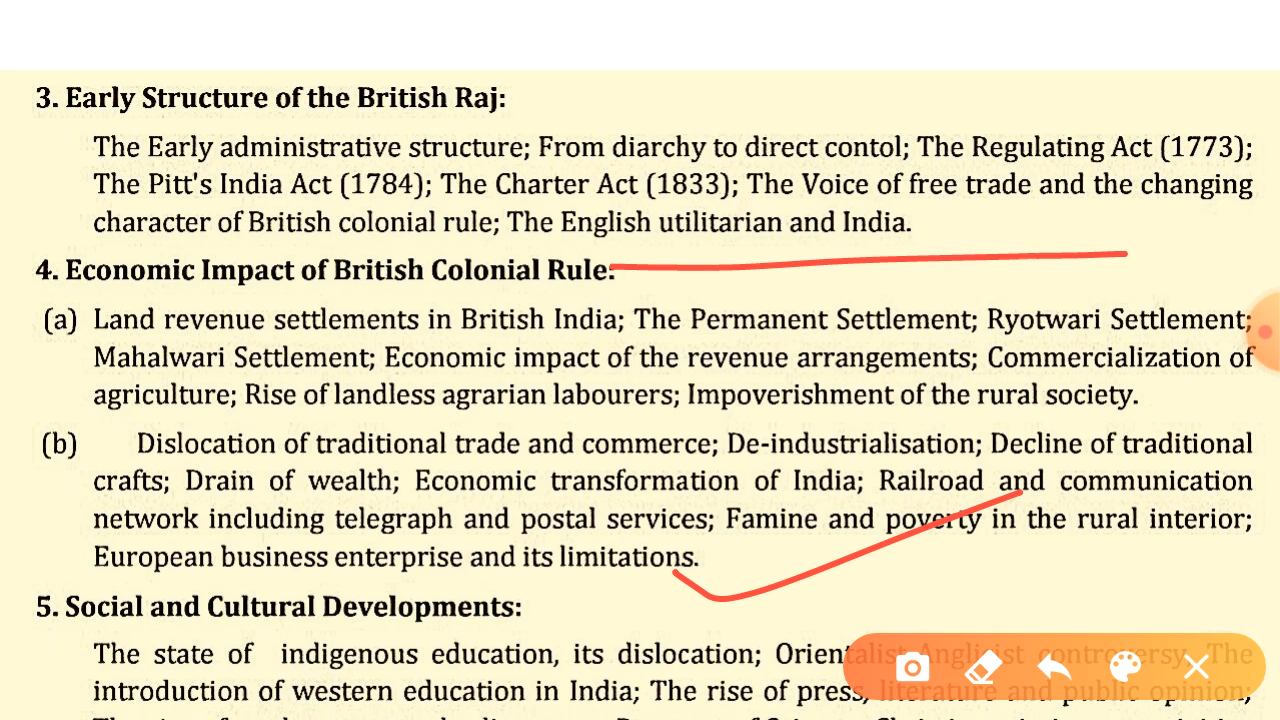 3. Early Structure of the British Raj:
The Early administrative structure; From diarchy to direct contol; The Regulating Act (1773);
The Pitt's India Act (1784); The Charter Act (1833); The Voice of free trade and the changing
character of British colonial rule; The English utilitarian and India.
4. Economic Impact of British Colonial Rule:
(a) Land revenue settlements in British India; The Permanent Settlement; Ryotwari Settlement;
Mahalwari Settlement; Economic impact of the revenue arrangements; Commercialization of
agriculture; Rise of landless agrarian labourers; Impoverishment of the rural society.
(b) Dislocation of traditional trade and commerce; De-industrialisation; Decline of traditional
crafts; Drain of wealth; Economic transformation of India; Railroad and communication
network including telegraph and postal services; Famine and poverty in the rural interior;
European business enterprise and its limitations.
5. Social and Cultural Developments:
The state of indigenous education, its dislocation; Orientalist-Anglicist controversy, The
introduction of western education in India; The rise of press, literature and public opinion;